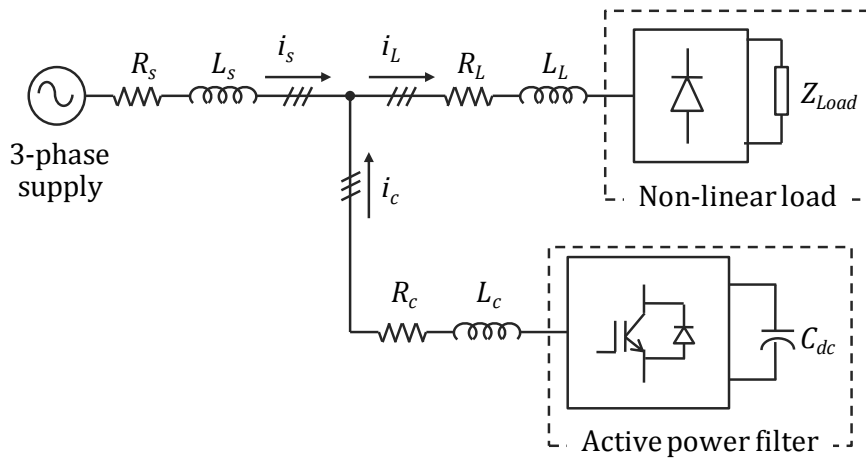 i_s
i_L
R_s
L_s
R_L
L_L
Z_Load
3-phase
supply
i_c
Non-linear load
R_c
L_c
C_dc
Active power filter